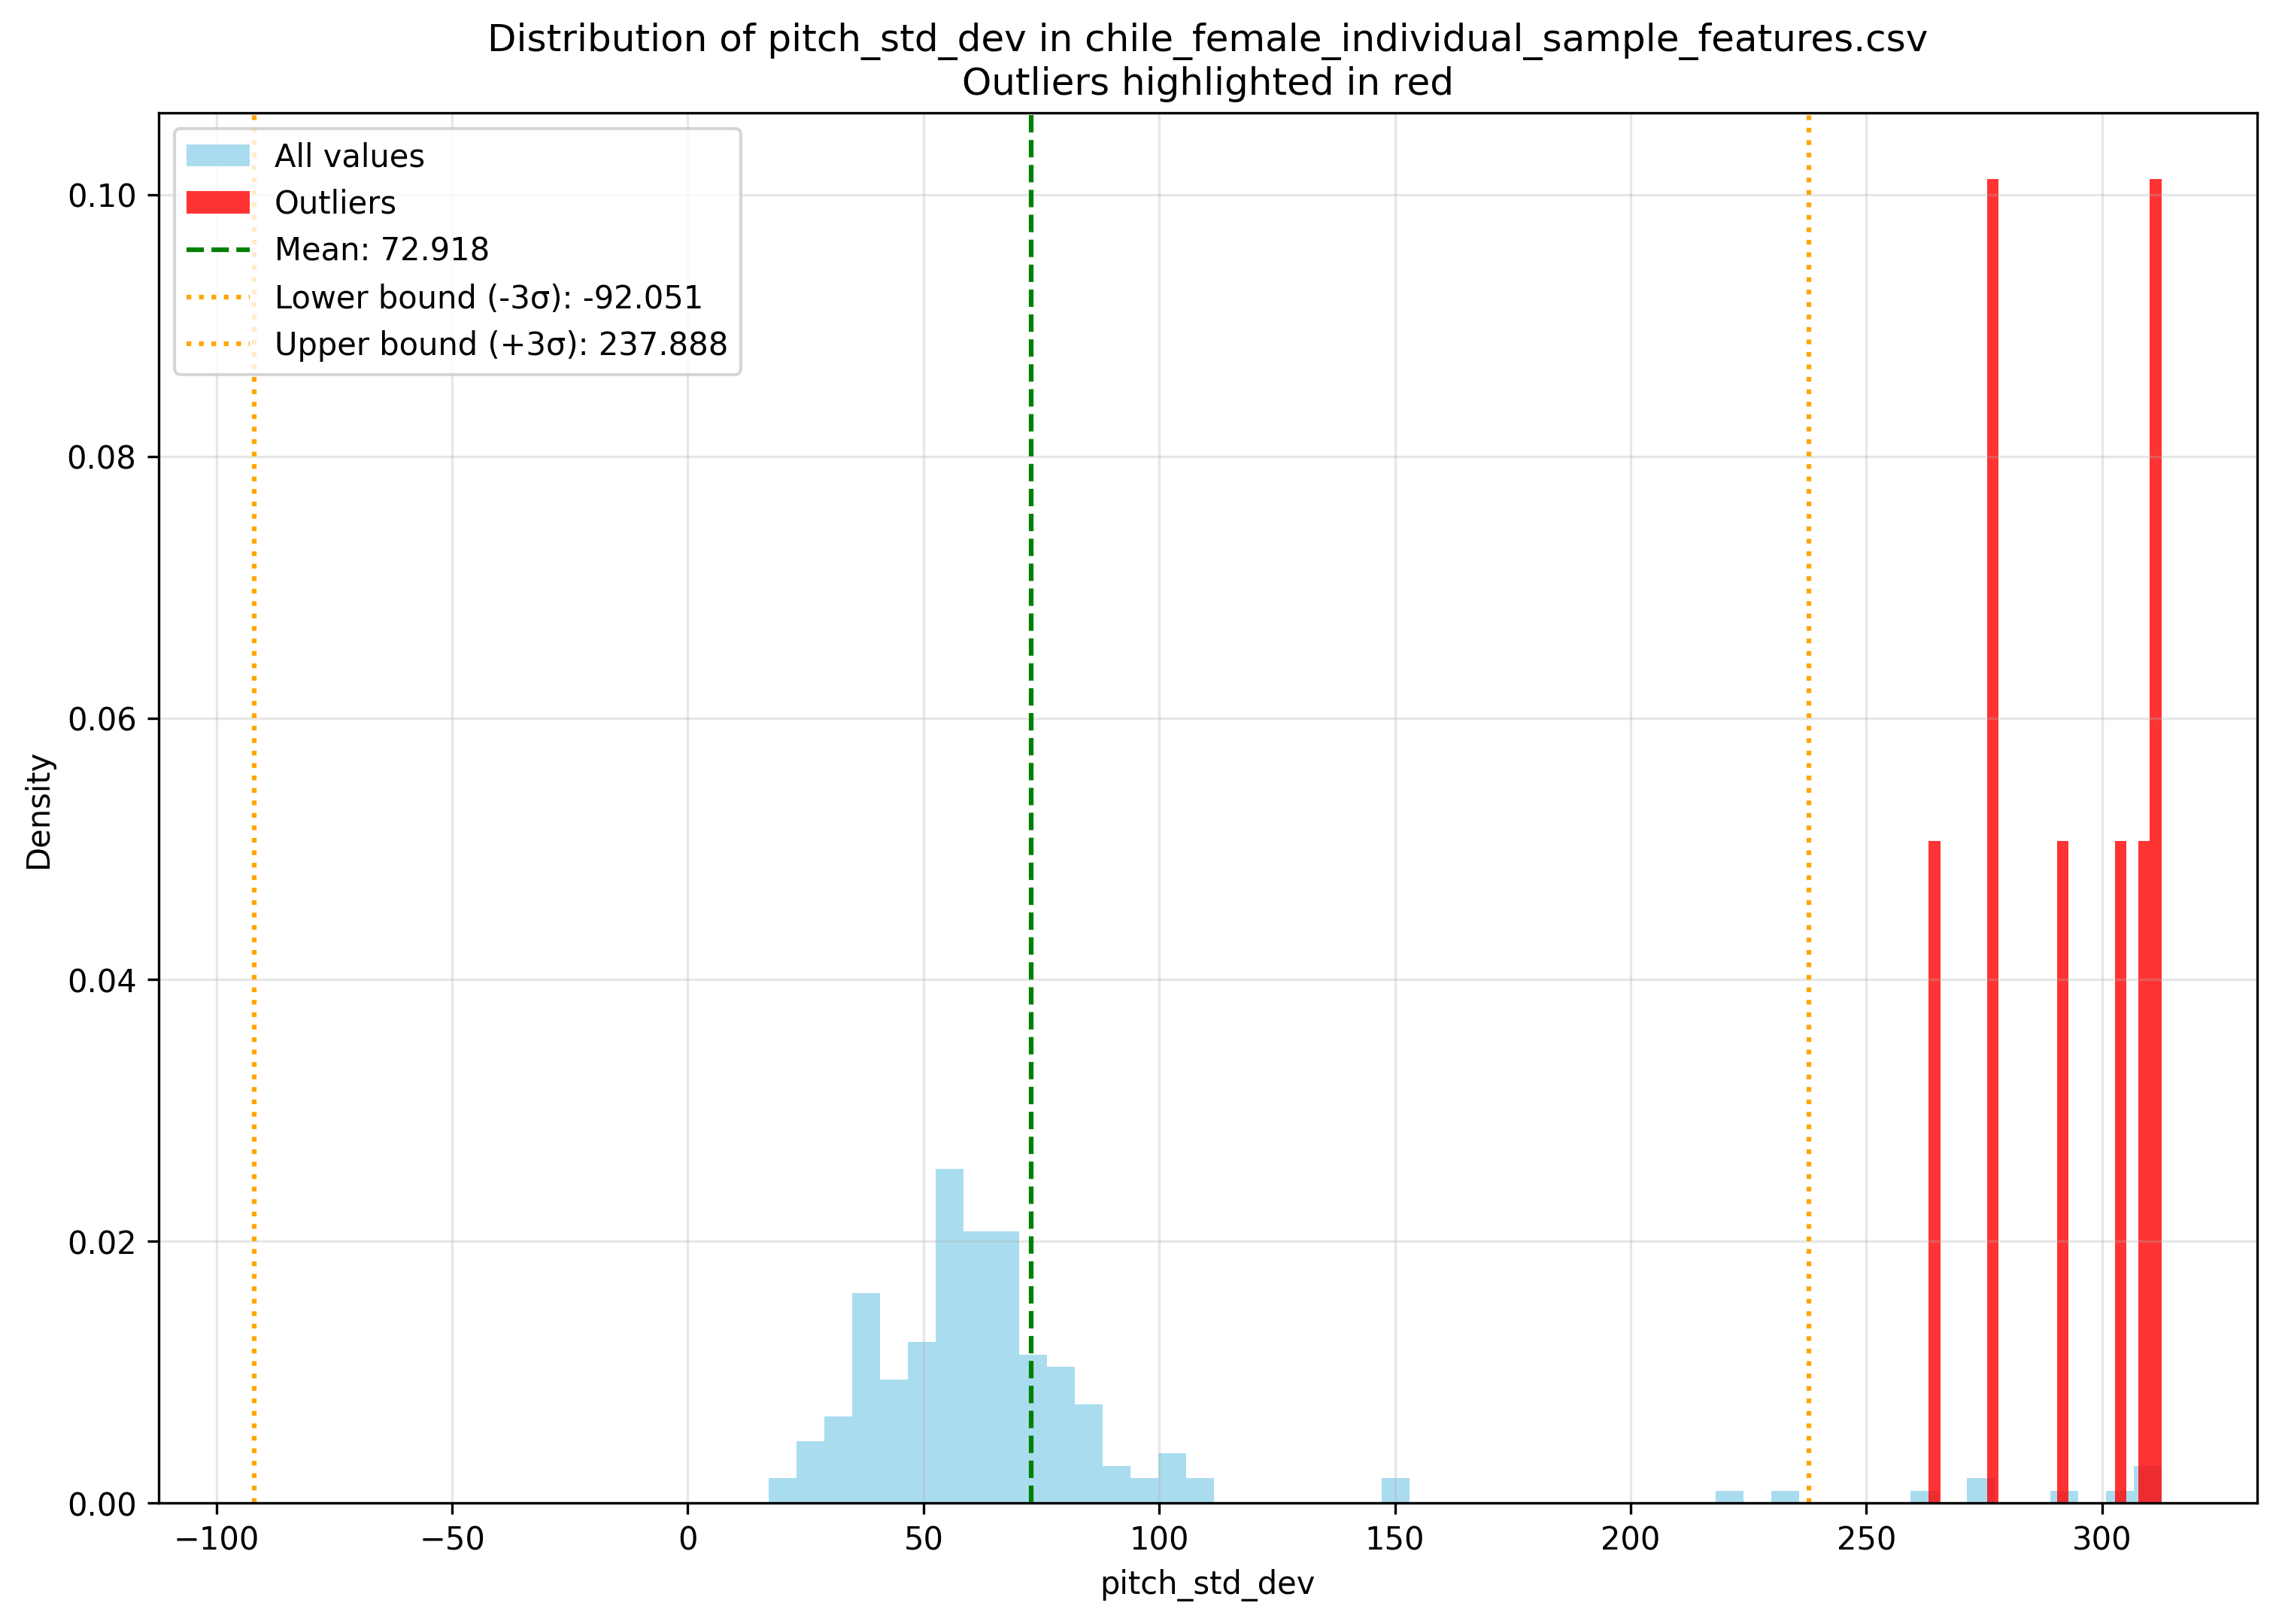 Distribution of pitch_std_dev in chile_female_individual_sample_features.csv
Outliers highlighted in red
All values
Outliers
Mean: 72.918
Lower bound (-3σ): -92.051
Upper bound (+3σ): 237.888
0.10
0.08
0.06
0.04
0.02
0.00
Density
−100
−50
0
50
100
150
200
250
300
pitch_std_dev